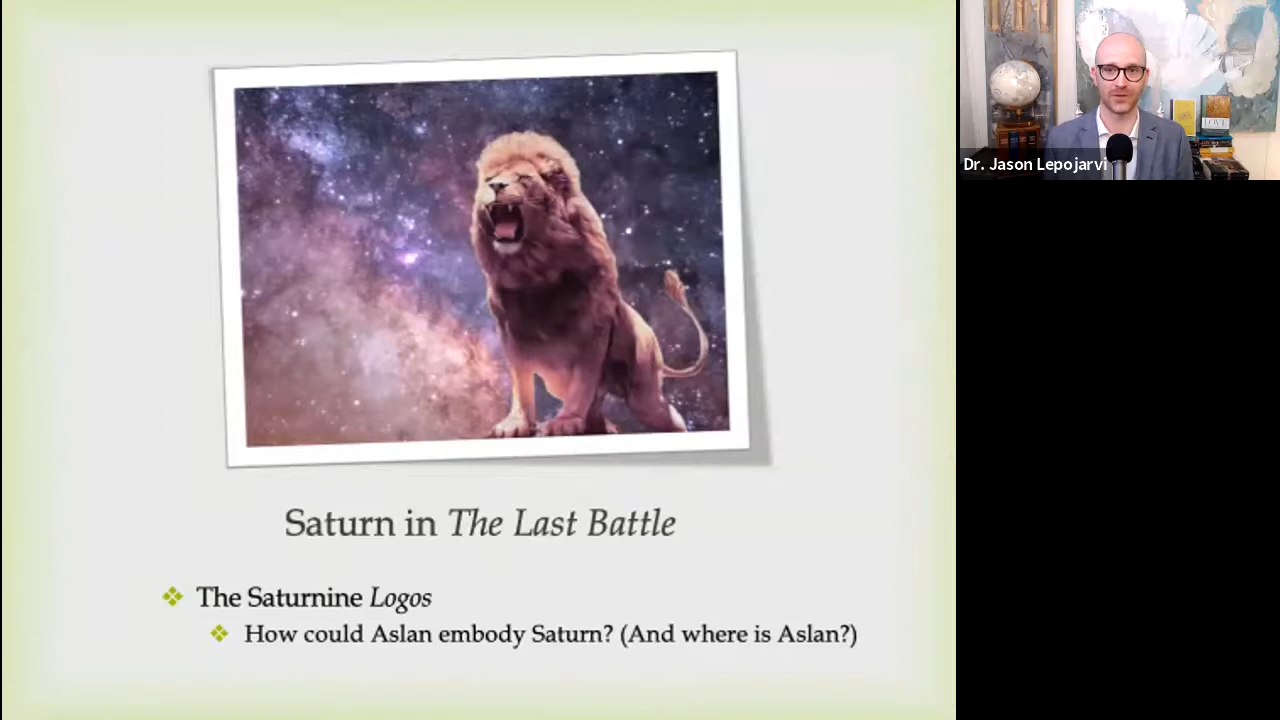 Saturn in The Last Battle
The Saturnine Logos
How could Aslan embody Saturn? (And where is Aslan?)
Dr. Jason Lepojarvi
LOVE